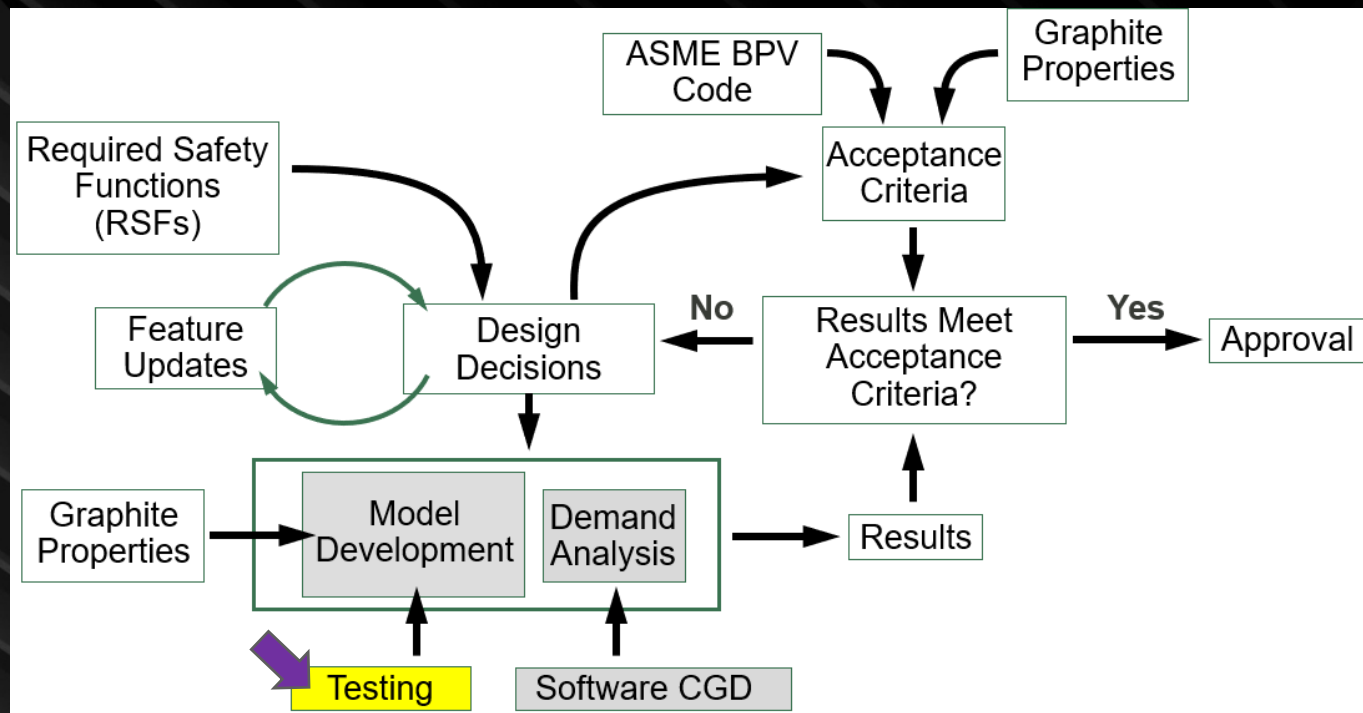 ASME BPV
Code
Graphite
Properties
Required Safety
Functions
(RSFs)
Acceptance
Criteria
Feature
Updates
Design
Decisions
No
Results Meet
Acceptance
Criteria?
Yes
Approval
Graphite
Properties
Model
Development
Demand
Analysis
Results
Testing
Software CGD